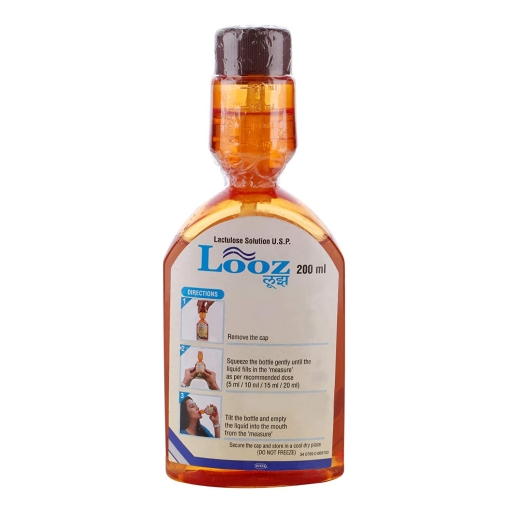 Lactulose Solution U.S.P.
Looz 200 ml
लूझ
DIRECTIONS
1
Remove the cap
2
Squeeze the bottle gently until the
liquid fills in the 'measure'
as per recommended dose
(5 ml / 10 ml / 15 ml / 20 ml)
3
Tilt the bottle and empty
the liquid into the mouth
from the 'measure'
Secure the cap and store in a cool dry place
(DO NOT FREEZE)